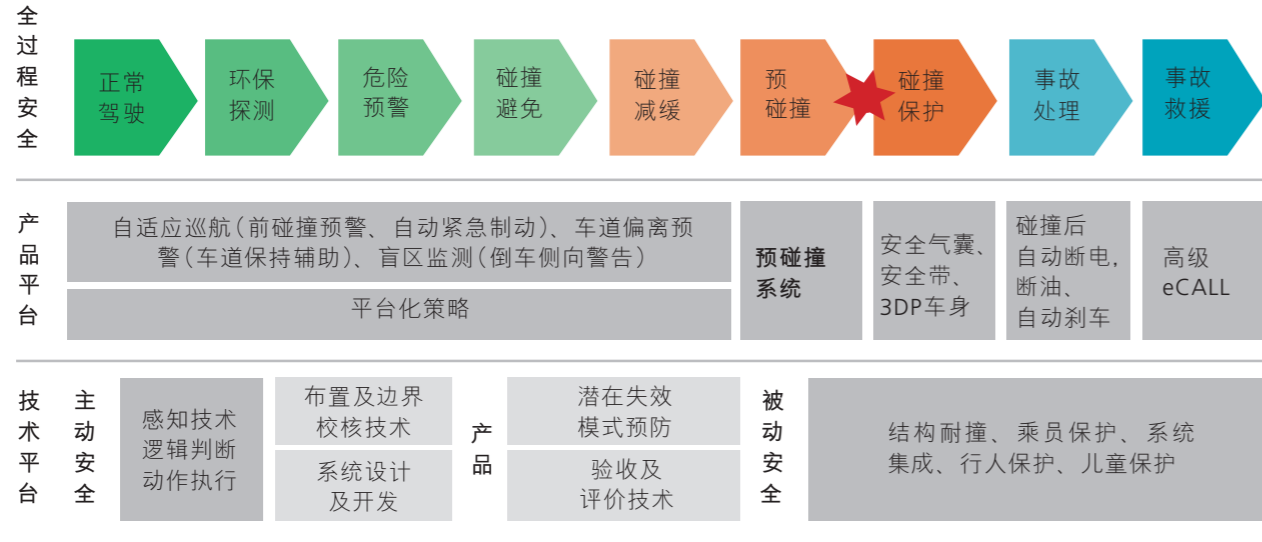 全过程安全
正常
驾驶
环保
探测
危险
预警
碰撞
避免
碰撞
减缓
预
碰撞
碰撞
保护
事故
处理
事故
救援
产品平台
自适应巡航(前碰撞预警、自动紧急制动)、车道偏离预
警(车道保持辅助)、盲区监测(倒车侧向警告)
平台化策略
预碰撞
系统
安全气囊、
安全带、
3DP车身
碰撞后
自动断电,
断油、
自动刹车
高级
eCALL
技术平台
主动安全
感知技术
逻辑判断
动作执行
布置及边界
校核技术
系统设计
及开发
产品
潜在失效
模式预防
验收及
评价技术
被动安全
结构耐撞、乘员保护、系统
集成、行人保护、儿童保护